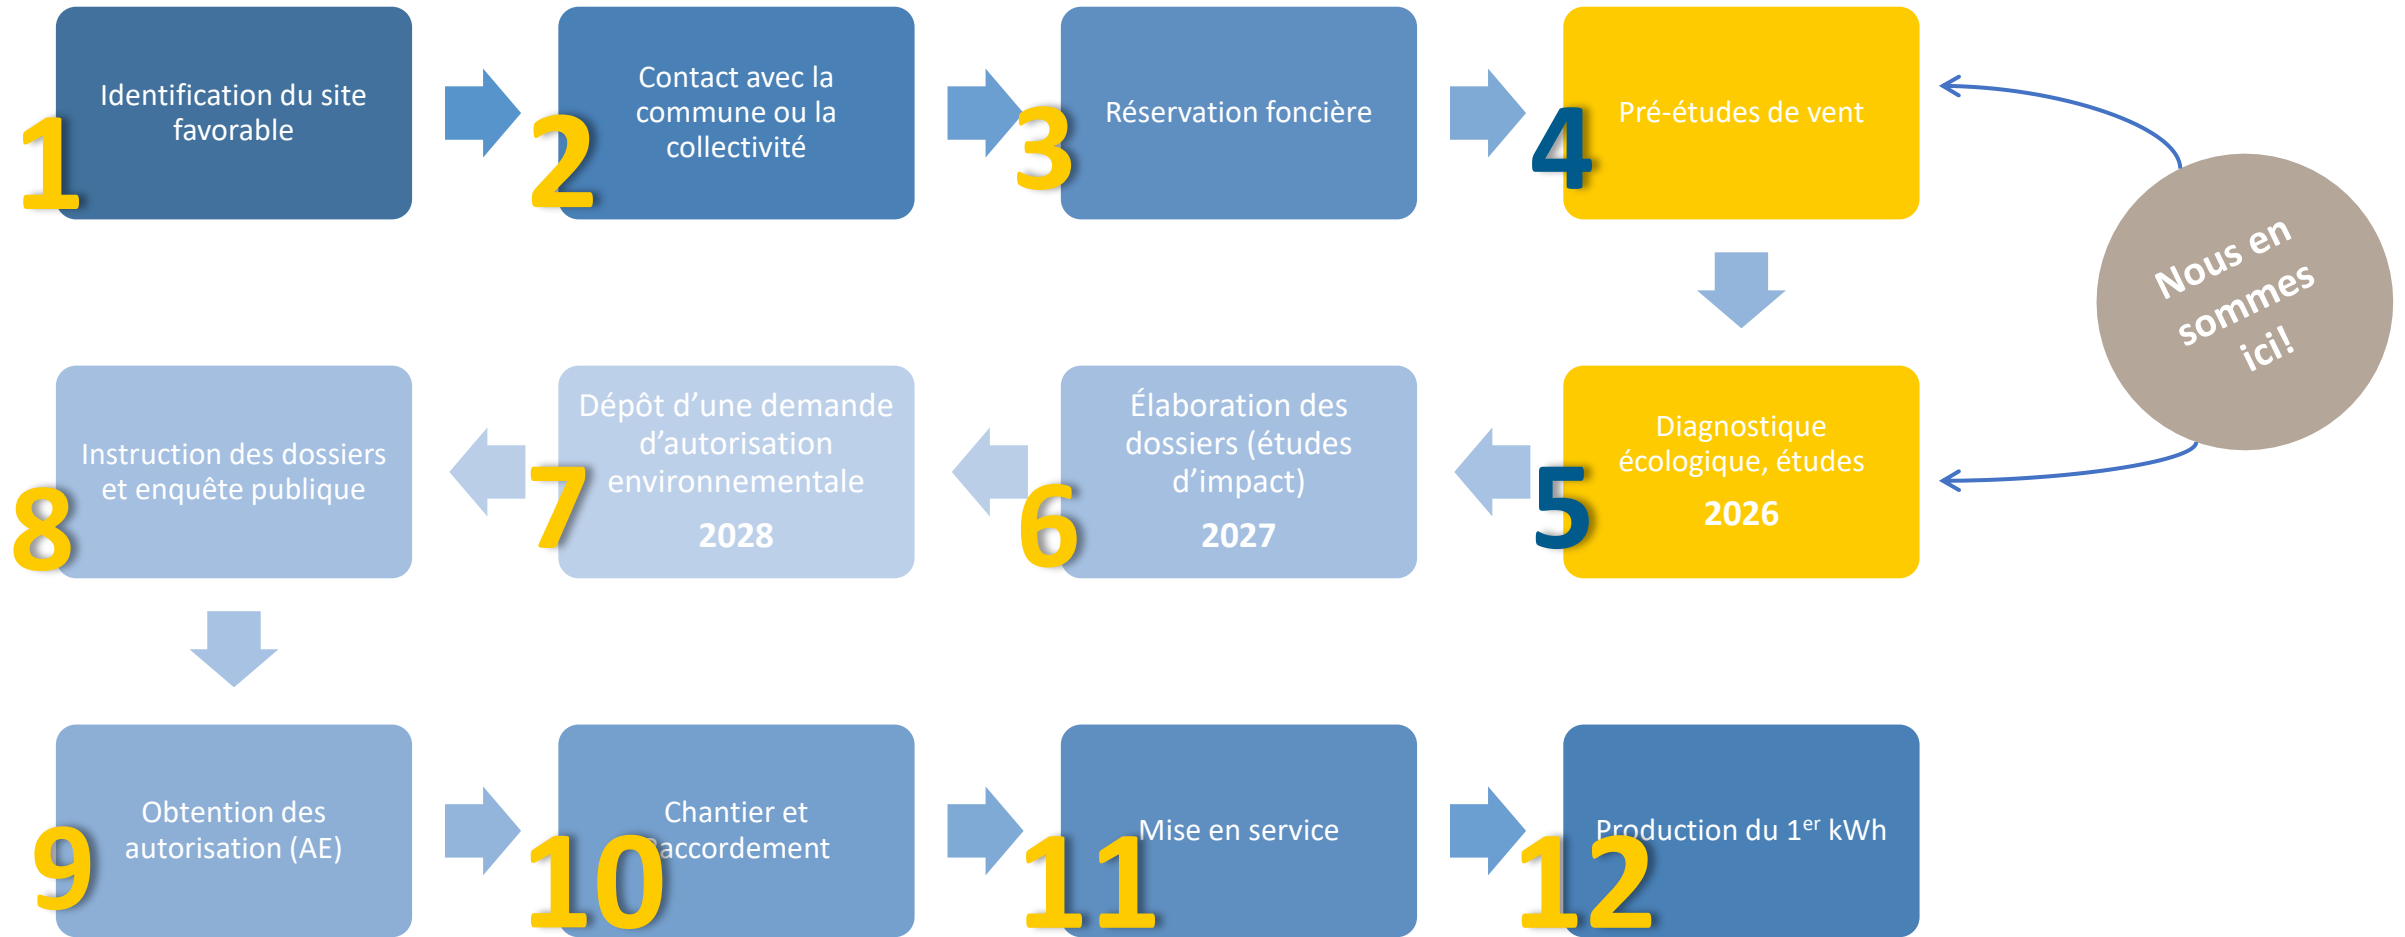 1
Identification du site
favorable
2
Contact avec la
commune ou la
collectivité
3
Réservation foncière
4
Pré-études de vent
Nous en
sommes
ici!
5
Diagnostique
écologique, études
2026
6
Élaboration des
dossiers (études
d’impact)
2027
7
Dépôt d’une demande
d’autorisation
environnementale
2028
8
Instruction des dossiers
et enquête publique
9
Obtention des
autorisation (AE)
10
Chantier et
Raccordement
11
Mise en service
12
Production du 1er kWh